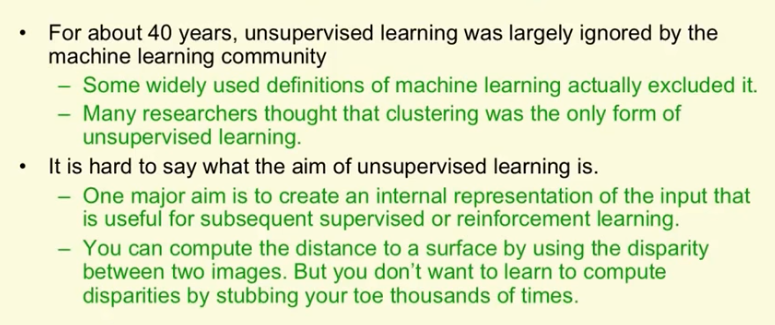 • For about 40 years, unsupervised learning was largely ignored by the
machine learning community
– Some widely used definitions of machine learning actually excluded it.
– Many researchers thought that clustering was the only form of
unsupervised learning.
• It is hard to say what the aim of unsupervised learning is.
– One major aim is to create an internal representation of the input that
is useful for subsequent supervised or reinforcement learning.
– You can compute the distance to a surface by using the disparity
between two images. But you don't want to learn to compute
disparities by stubbing your toe thousands of times.